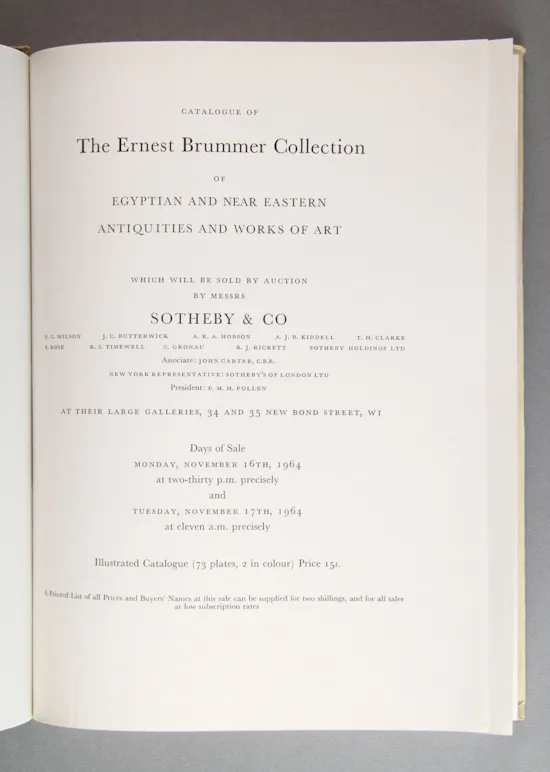 CATALOGUE OF
The Ernest Brummer Collection
OF
EGYPTIAN AND NEAR EASTERN
ANTIQUITIES AND WORKS OF ART
WHICH WILL BE SOLD BY AUCTION
BY MESSRS
SOTHEBY & CO
P. C. WILSON J. C. BUTTERWICK A. R. A. HOBSON A. J. B. KIDDELL T. H. CLARKE
F. ROSE R. S. TIMEWELL C. GRONAU R. J. RICKETT SOTHEBY HOLDINGS LTD
Associate: JOHN CARTER, C.B.E.
NEW YORK REPRESENTATIVE: SOTHEBY'S OF LONDON LTD
President: P. M. H. POLLEN
AT THEIR LARGE GALLERIES, 34 AND 35 NEW BOND STREET, W1
Days of Sale
MONDAY, NOVEMBER 16TH, 1964
at two-thirty p.m. precisely
and
TUESDAY, NOVEMBER 17TH, 1964
at eleven a.m. precisely
Illustrated Catalogue (73 plates, 2 in colour) Price 15s.
A Printed List of all Prices and Buyers' Names at this sale can be supplied for two shillings, and for all sales
at low subscription rates